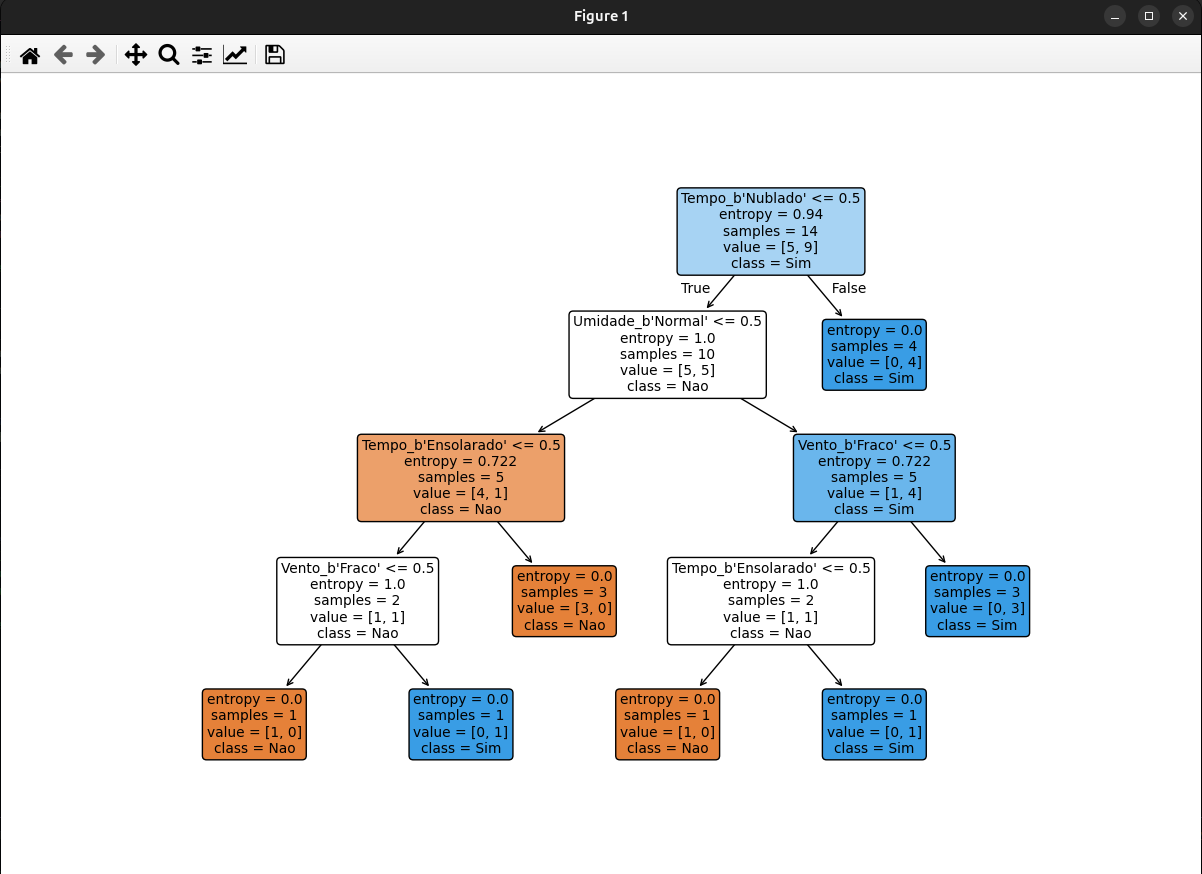 Figure 1
Tempo_b'Nublado' <= 0.5
entropy = 0.94
samples = 14
value = [5, 9]
class = Sim
True
False
Umidade_b'Normal' <= 0.5
entropy = 1.0
samples = 10
value = [5, 5]
class = Nao
entropy = 0.0
samples = 4
value = [0, 4]
class = Sim
Tempo_b'Ensolarado' <= 0.5
entropy = 0.722
samples = 5
value = [4, 1]
class = Nao
Vento_b'Fraco' <= 0.5
entropy = 0.722
samples = 5
value = [1, 4]
class = Sim
Vento_b'Fraco' <= 0.5
entropy = 1.0
samples = 2
value = [1, 1]
class = Nao
entropy = 0.0
samples = 3
value = [3, 0]
class = Nao
Tempo_b'Ensolarado' <= 0.5
entropy = 1.0
samples = 2
value = [1, 1]
class = Nao
entropy = 0.0
samples = 3
value = [0, 3]
class = Sim
entropy = 0.0
samples = 1
value = [1, 0]
class = Nao
entropy = 0.0
samples = 1
value = [0, 1]
class = Sim
entropy = 0.0
samples = 1
value = [1, 0]
class = Nao
entropy = 0.0
samples = 1
value = [0, 1]
class = Sim